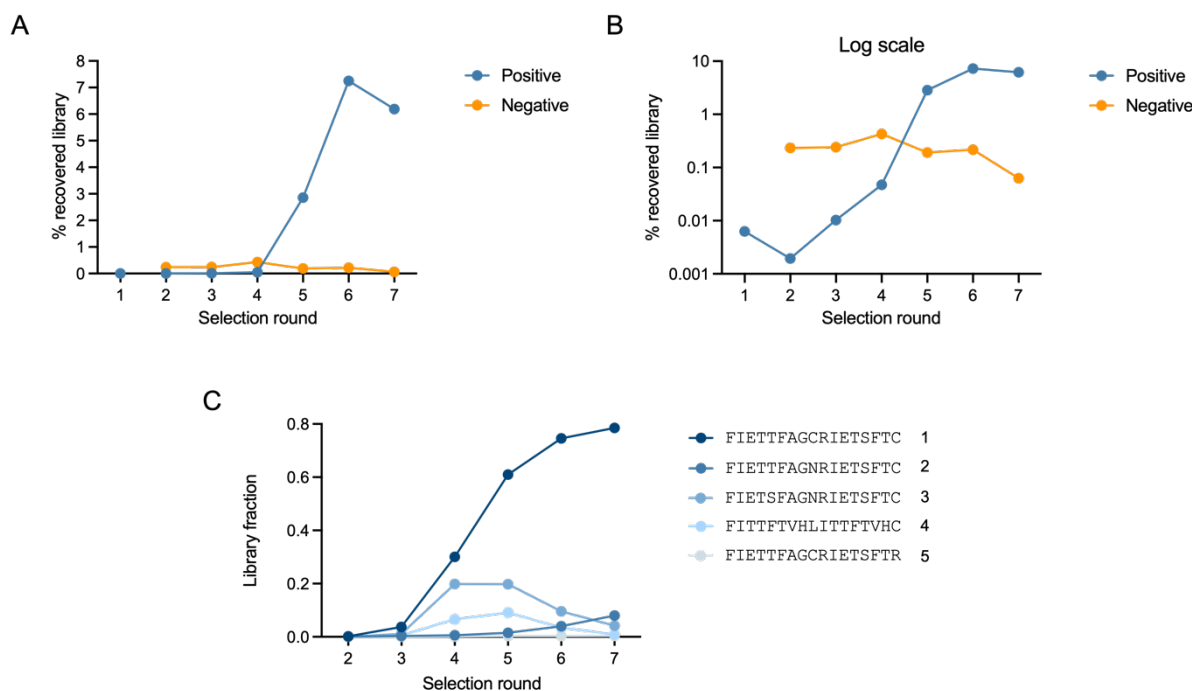 A
% recovered library
8
7
6
5
4
3
2
1
0
1 2 3 4 5 6 7
Selection round
Positive
Negative
B
Log scale
% recovered library
10
1
0.1
0.01
0.001
1 2 3 4 5 6 7
Selection round
Positive
Negative
C
Library fraction
0.8
0.6
0.4
0.2
0.0
2 3 4 5 6 7
Selection round
FIETTFAGCRIETSFTC 1
FIETTFAGNRIETSFTC 2
FIETSFAGNRIETSFTC 3
FITTFTVHLITTFTVHC 4
FIETTFAGCRIETSFTR 5